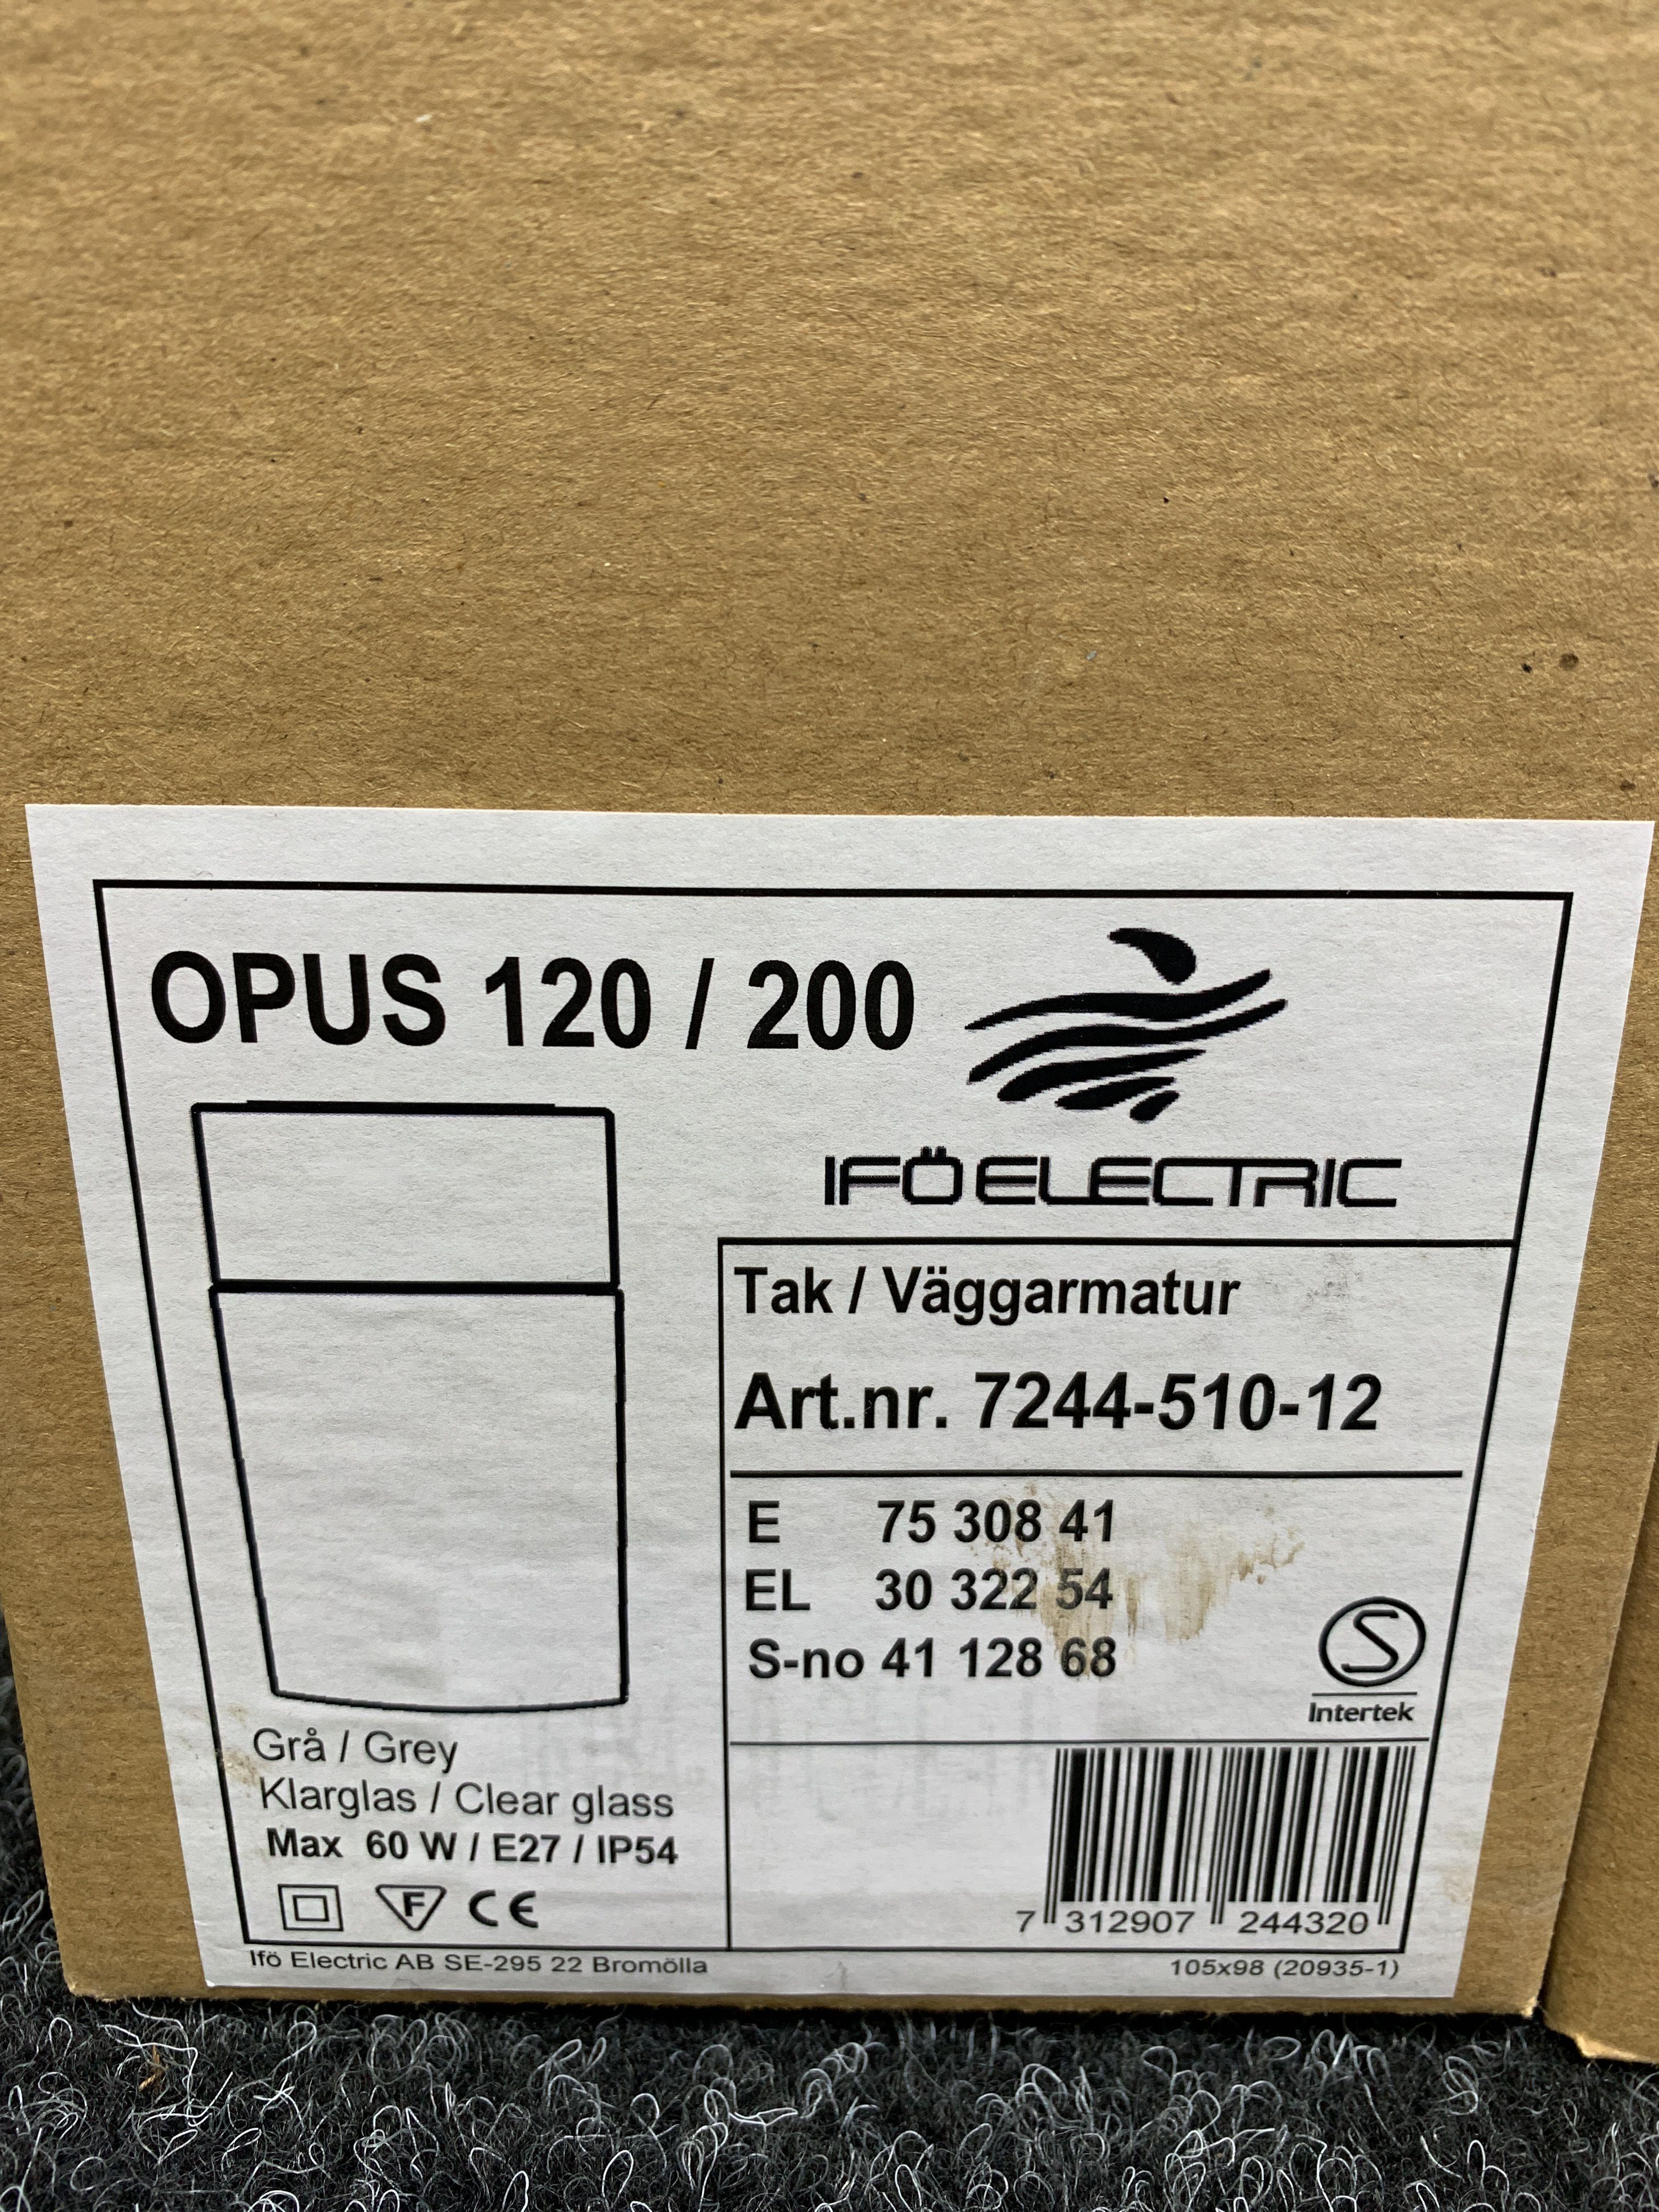 OPUS 120 / 200
IFÖ ELECTRIC
Tak / Väggarmatur
Art.nr. 7244-510-12
E 75 308 41
EL 30 322 54
S-no 41 128 68
S
Intertek
Grå / Grey
Klarglas / Clear glass
Max 60 W / E27 / IP54
F CE
7 312907 244320
Ifö Electric AB SE-295 22 Bromölla
105x98 (20935-1)